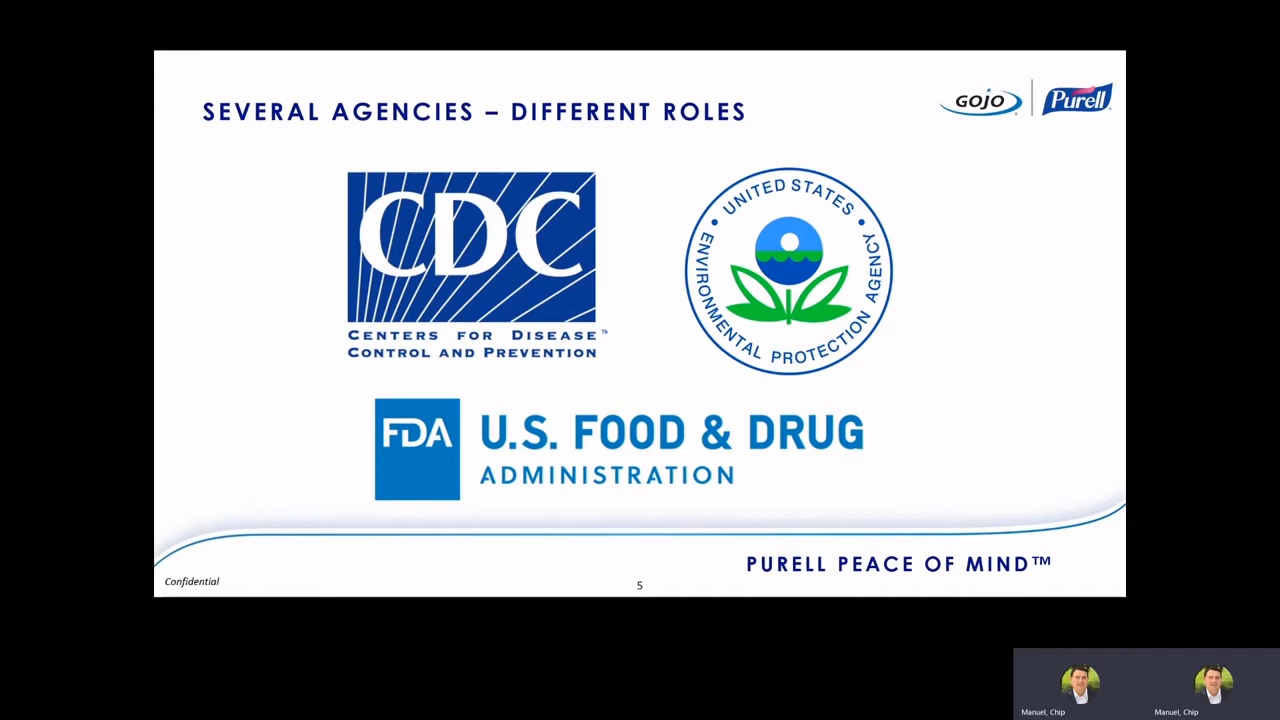 SEVERAL AGENCIES – DIFFERENT ROLES
GOJO
Purell®
CDC
CENTERS FOR DISEASE™
CONTROL AND PREVENTION
UNITED STATES
ENVIRONMENTAL PROTECTION AGENCY
FDA
U.S. FOOD & DRUG
ADMINISTRATION
PURELL PEACE OF MIND™
Confidential
5
Manuel, Chip
Manuel, Chip